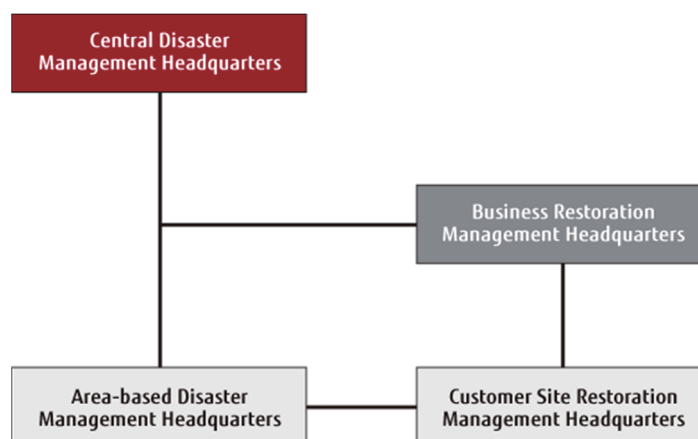 Central Disaster
Management Headquarters
Business Restoration
Management Headquarters
Area-based Disaster
Management Headquarters
Customer Site Restoration
Management Headquarters